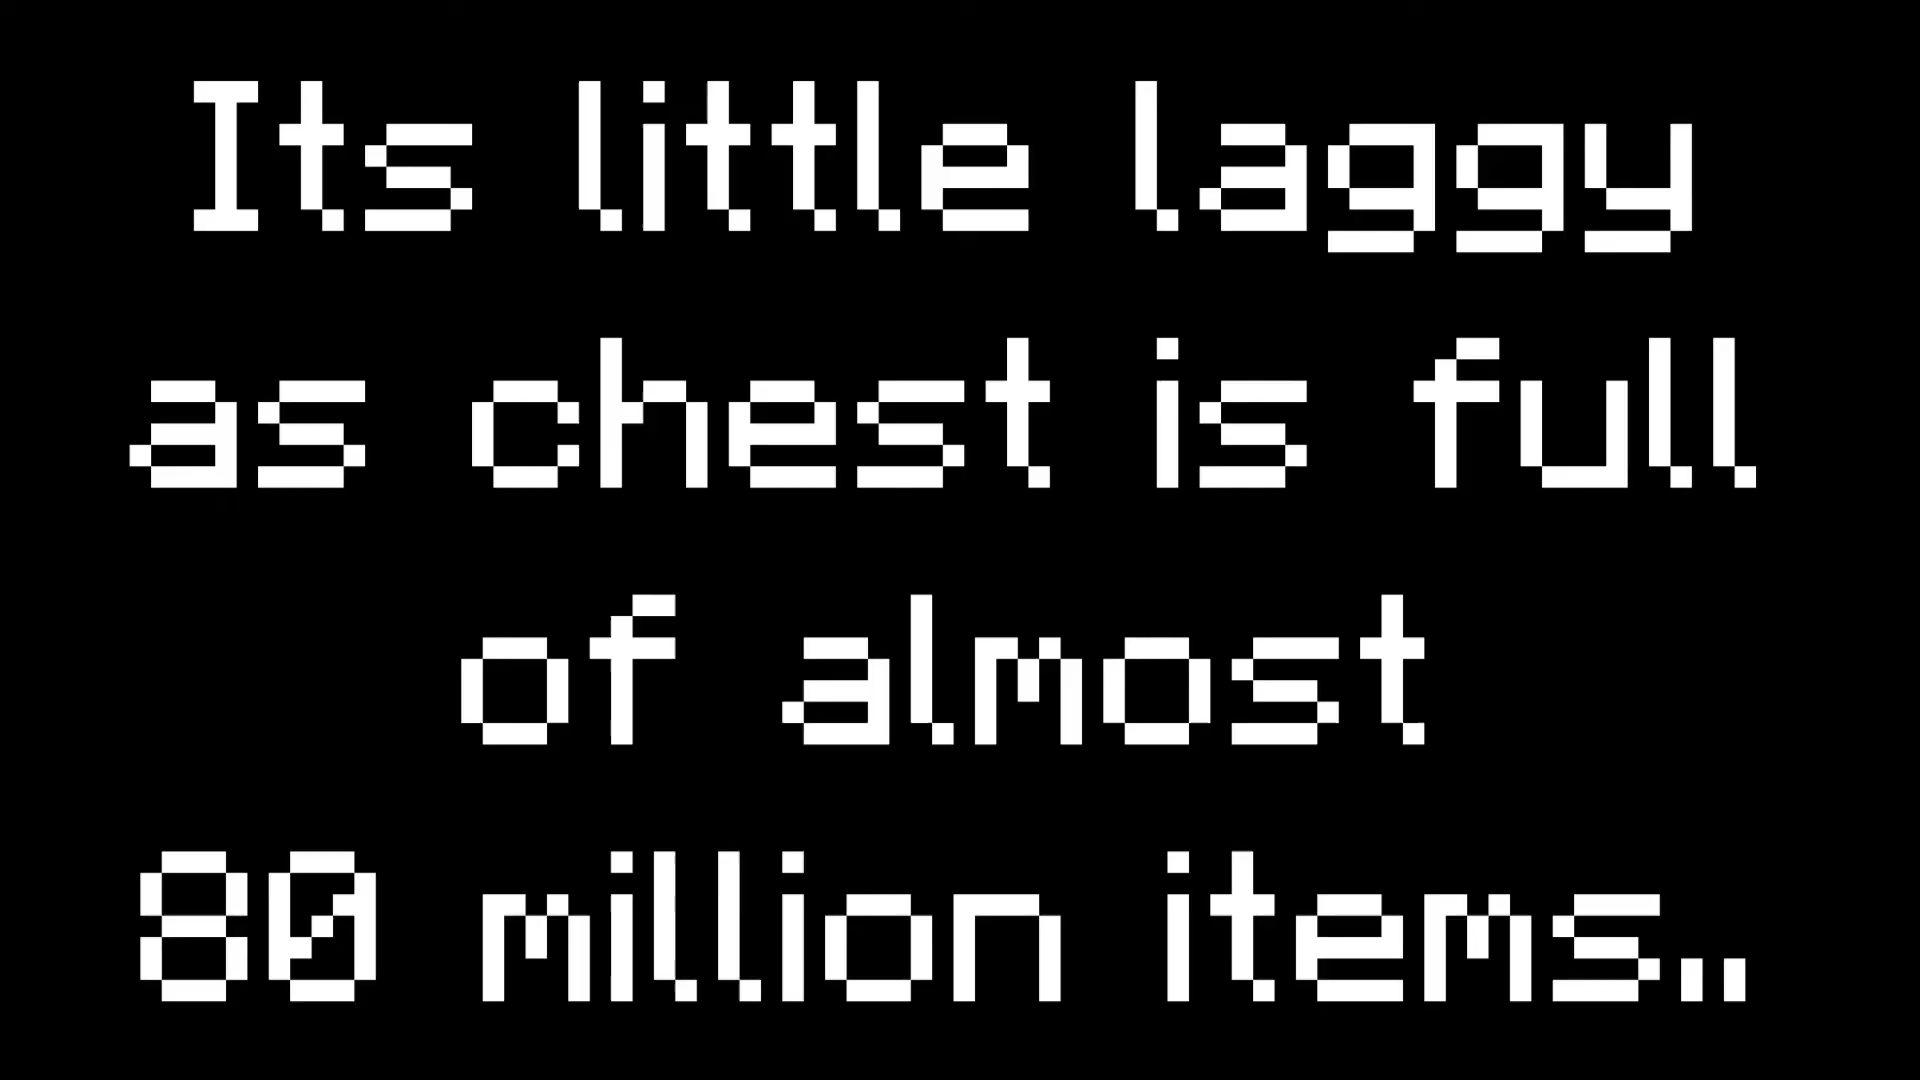 Its little laggy
as chest is full
of almost
80 million items..